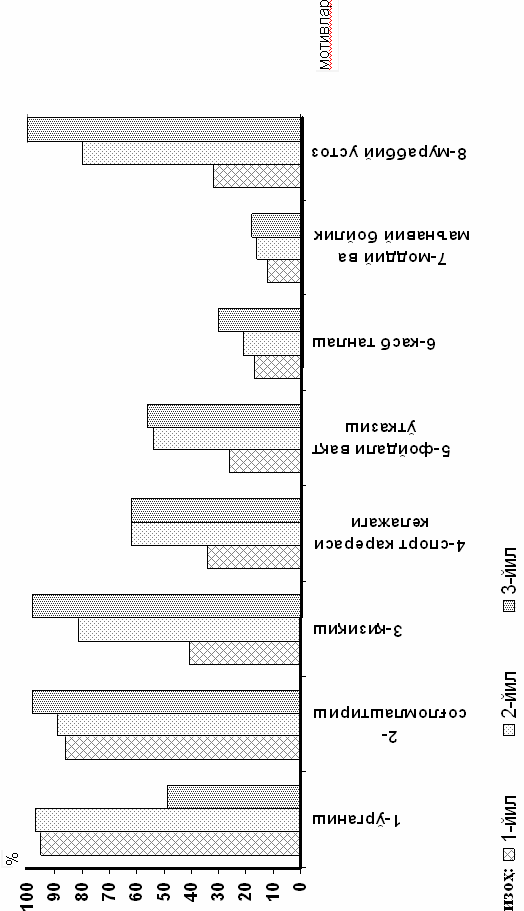 %
100
90
80
70
60
50
40
30
20
10
0
1-ўрганиш
2-
соғломлаштириш
3-қизиқиш
4-спорт карераси
келажаги
5-фойдали вақт
ўтказиш
6-касб танлаш
7-моддий ва
маънавий бойлик
8-мураббий устоз
мотивлар
изох: 1-йил 2-йил 3-йил